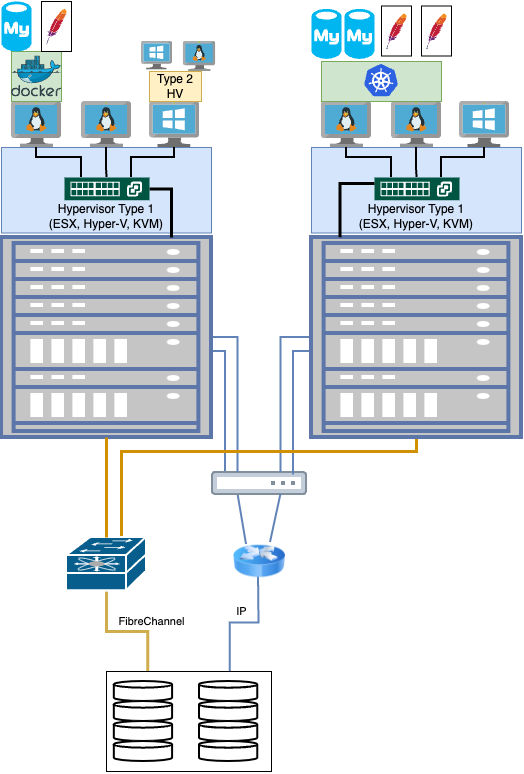 My
My My
docker
Type 2
HV
Hypervisor Type 1
(ESX, Hyper-V, KVM)
Hypervisor Type 1
(ESX, Hyper-V, KVM)
FibreChannel
IP